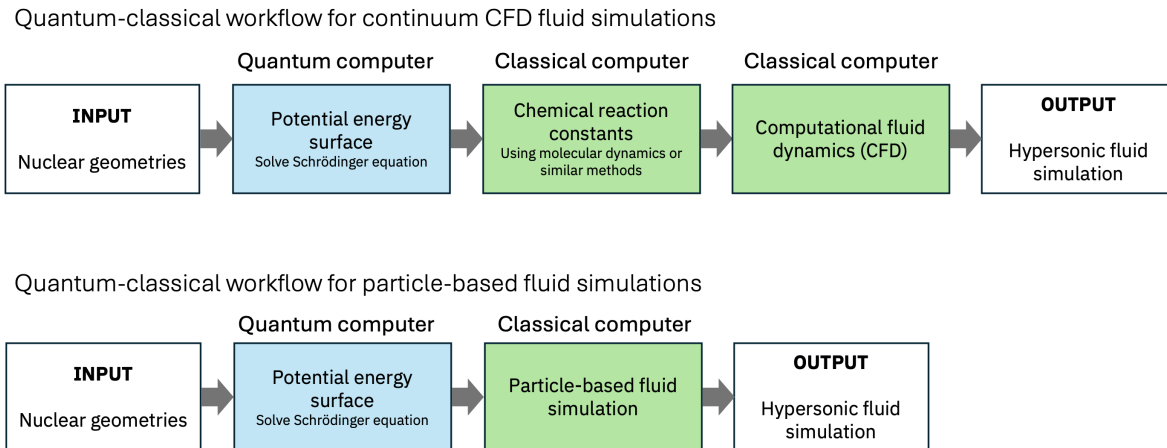 Quantum-classical workflow for continuum CFD fluid simulations
Quantum computer
Classical computer
Classical computer
INPUT
Nuclear geometries
Potential energy
surface
Solve Schrödinger equation
Chemical reaction
constants
Using molecular dynamics or
similar methods
Computational fluid
dynamics (CFD)
OUTPUT
Hypersonic fluid
simulation
Quantum-classical workflow for particle-based fluid simulations
Quantum computer
Classical computer
INPUT
Nuclear geometries
Potential energy
surface
Solve Schrödinger equation
Particle-based fluid
simulation
OUTPUT
Hypersonic fluid
simulation